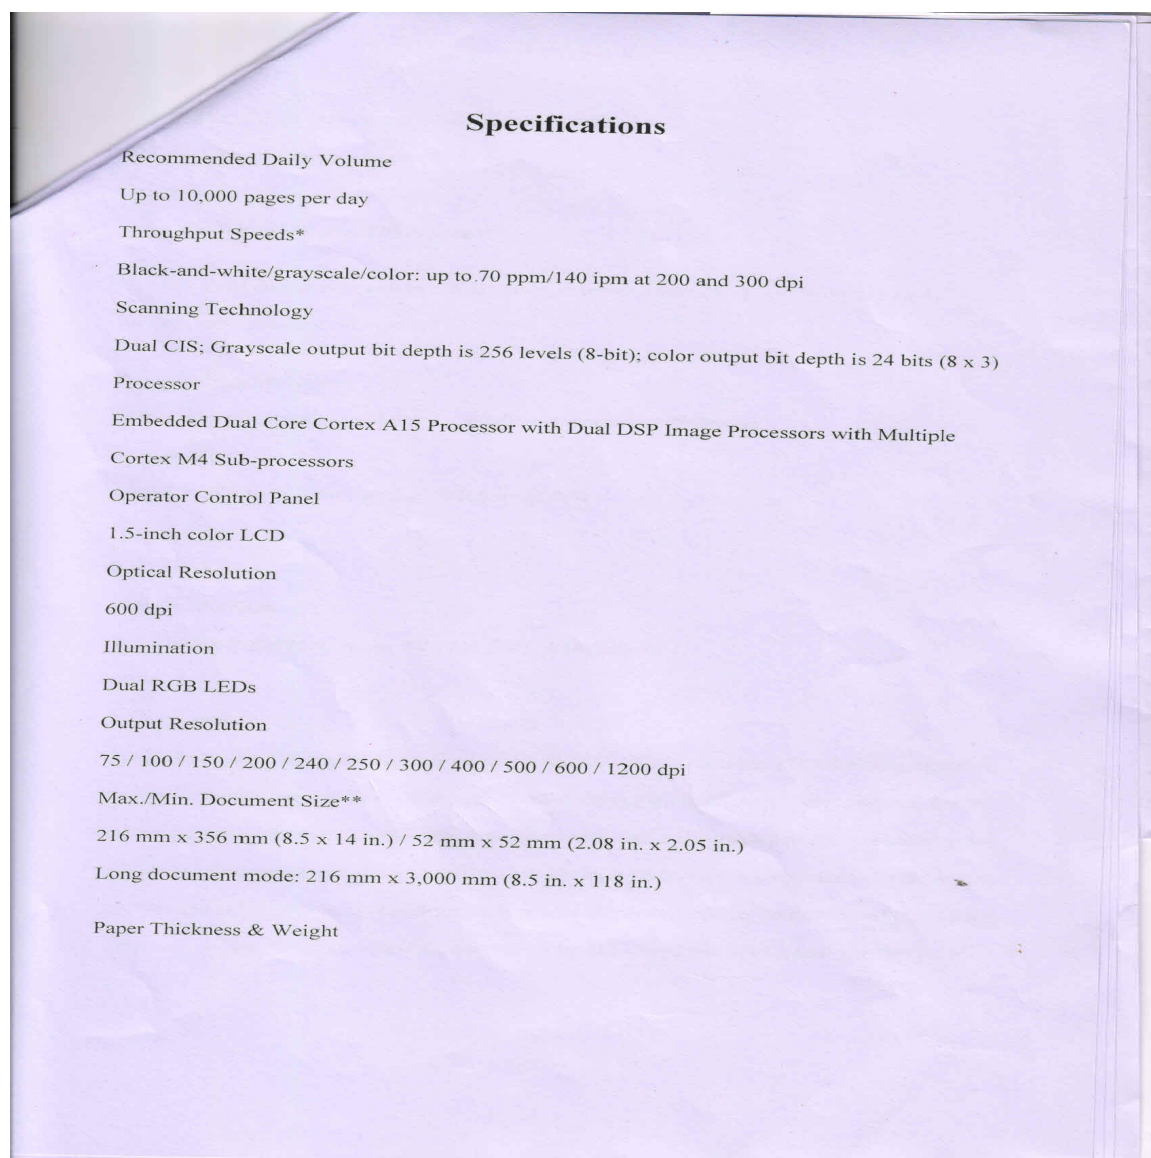 Specifications
Recommended Daily Volume
Up to 10,000 pages per day
Throughput Speeds*
Black-and-white/grayscale/color: up to 70 ppm/140 ipm at 200 and 300 dpi
Scanning Technology
Dual CIS; Grayscale output bit depth is 256 levels (8-bit); color output bit depth is 24 bits (8 x 3)
Processor
Embedded Dual Core Cortex A15 Processor with Dual DSP Image Processors with Multiple
Cortex M4 Sub-processors
Operator Control Panel
1.5-inch color LCD
Optical Resolution
600 dpi
Illumination
Dual RGB LEDs
Output Resolution
75 / 100 / 150 / 200 / 240 / 250 / 300 / 400 / 500 / 600 / 1200 dpi
Max./Min. Document Size**
216 mm x 356 mm (8.5 x 14 in.) / 52 mm x 52 mm (2.08 in. x 2.05 in.)
Long document mode: 216 mm x 3,000 mm (8.5 in. x 118 in.)
Paper Thickness & Weight